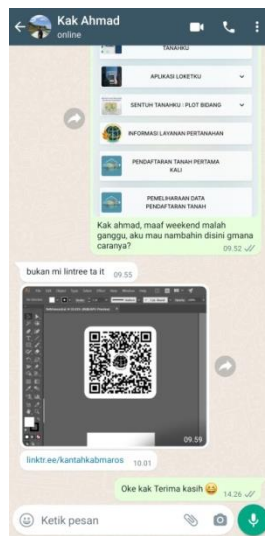 Kak Ahmad
online
TANAHKU
APLIKASI LOKETKU
SENTUH TANAHKU : PLOT BIDANG
INFORMASI LAYANAN PERTANAHAN
PENDAFTARAN TANAH PERTAMA
KALI
PEMELIHARAAN DATA
PENDAFTARAN TANAH
Kak ahmad, maaf weekend malah
ganggu, aku mau nambahin disini gmana
caranya?
09.52
bukan mi lintree ta it 09.55
09.59
linktr.ee/kantahkabmaros 10.01
Oke kak Terima kasih 😄 14.26
Ketik pesan